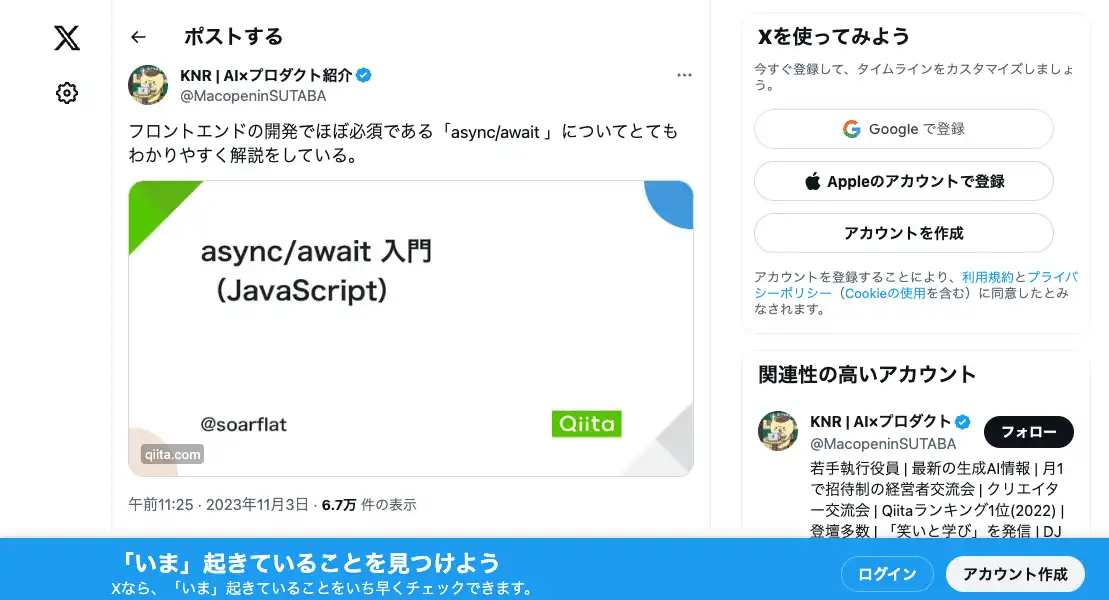 ポストする
KNR | AI×プロダクト紹介
@MacopeninSUTABA
フロントエンドの開発でほぼ必須である「async/await 」についてとても
わかりやすく解説をしている。
async/await 入門
（JavaScript）
@soarflat
Qiita
qiita.com
午前11:25 · 2023年11月3日 · 6.7万 件の表示
Xを使ってみよう
今すぐ登録して、タイムラインをカスタマイズしましょ
う。
Google で登録
Appleのアカウントで登録
アカウントを作成
アカウントを登録することにより、利用規約とプライバ
シーポリシー（Cookieの使用を含む）に同意したとみ
なされます。
関連性の高いアカウント
KNR | AI×プロダクト
@MacopeninSUTABA
フォロー
若手執行役員 | 最新の生成AI情報 | 月1
で招待制の経営者交流会 | クリエイタ
ー交流会 | Qiitaランキング1位(2022) |
登壇多数 | 「笑いと学び」を発信 | DJ
「いま」起きていることを見つけよう
Xなら、「いま」起きていることをいち早くチェックできます。
ログイン
アカウント作成